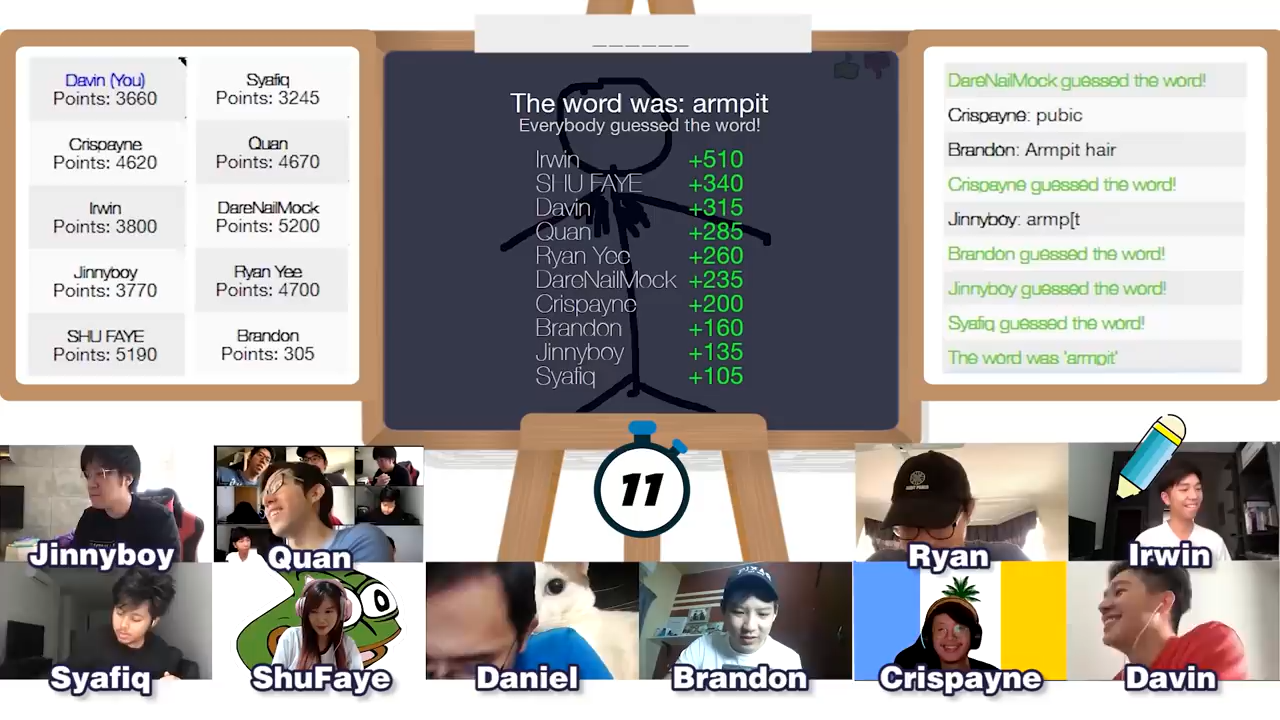 ______
Davin (You)
Points: 3660
Syafiq
Points: 3245
Crispayne
Points: 4620
Quan
Points: 4670
Irwin
Points: 3800
DareNailMock
Points: 5200
Jinnyboy
Points: 3770
Ryan Yee
Points: 4700
SHU FAYE
Points: 5190
Brandon
Points: 305
The word was: armpit
Everybody guessed the word!
Irwin +510
SHU FAYE +340
Davin +315
Quan +285
Ryan Yee +260
DareNailMock +235
Crispayne +200
Brandon +160
Jinnyboy +135
Syafiq +105
DareNailMock guessed the word!
Crispayne: pubic
Brandon: Armpit hair
Crispayne guessed the word!
Jinnyboy: armp[t
Brandon guessed the word!
Jinnyboy guessed the word!
Syafiq guessed the word!
The word was 'armpit'
11
Jinnyboy
Quan
Ryan
Irwin
Syafiq
ShuFaye
Daniel
Brandon
Crispayne
Davin